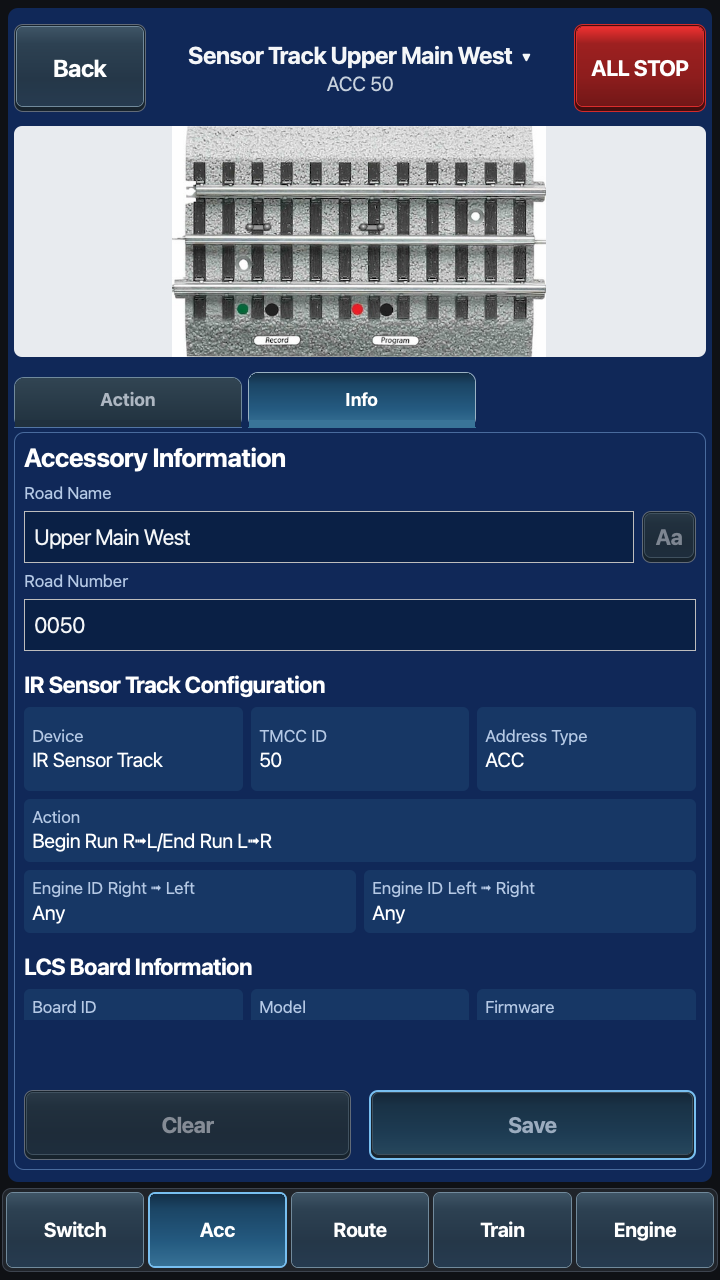 Back
Sensor Track Upper Main West ▼
ACC 50
ALL STOP
Record
Program
Action
Info
Accessory Information
Road Name
Upper Main West
Aa
Road Number
0050
IR Sensor Track Configuration
Device
IR Sensor Track
TMCC ID
50
Address Type
ACC
Action
Begin Run R➟L/End Run L➟R
Engine ID Right ➟ Left
Any
Engine ID Left ➟ Right
Any
LCS Board Information
Board ID
Model
Firmware
Clear
Save
Switch
Acc
Route
Train
Engine